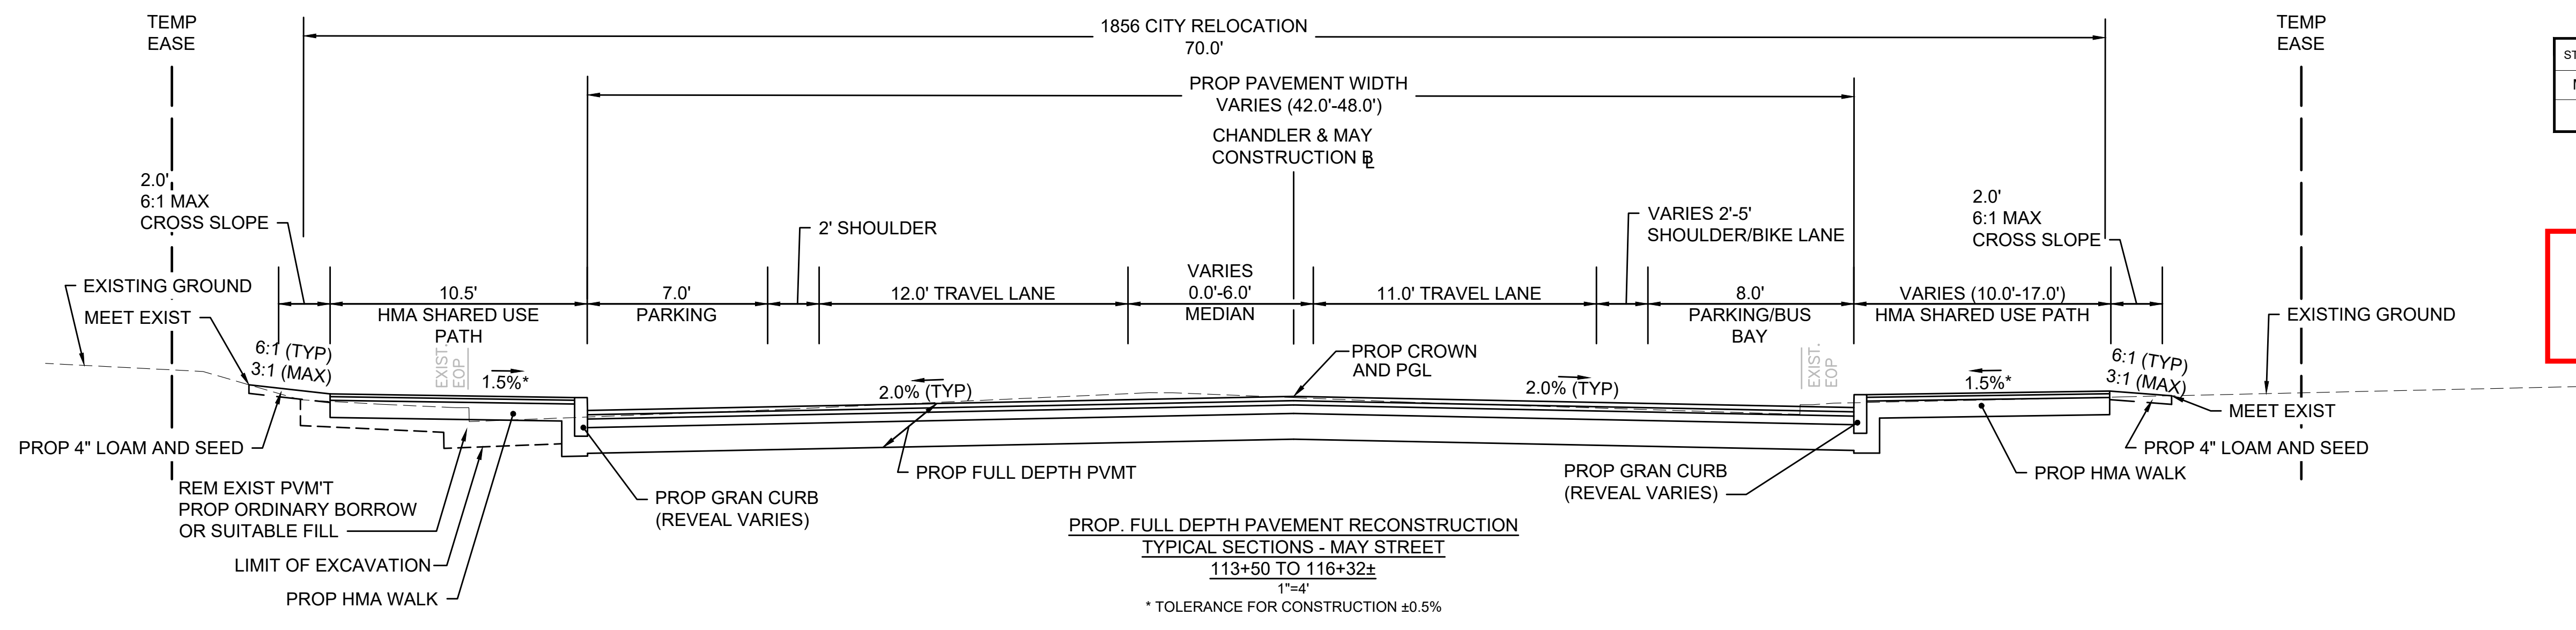 TEMP
EASE
1856 CITY RELOCATION
70.0'
TEMP
EASE
PROP PAVEMENT WIDTH
VARIES (42.0'-48.0')
CHANDLER & MAY
CONSTRUCTION BL
2.0'
6:1 MAX
CROSS SLOPE
2' SHOULDER
VARIES 2'-5'
SHOULDER/BIKE LANE
2.0'
6:1 MAX
CROSS SLOPE
EXISTING GROUND
MEET EXIST
10.5'
HMA SHARED USE
PATH
7.0'
PARKING
12.0' TRAVEL LANE
VARIES
0.0'-6.0'
MEDIAN
11.0' TRAVEL LANE
8.0'
PARKING/BUS
BAY
VARIES (10.0'-17.0')
HMA SHARED USE PATH
EXISTING GROUND
6:1 (TYP)
3:1 (MAX)
EXIST.
EOP
1.5%*
2.0% (TYP)
PROP CROWN
AND PGL
2.0% (TYP)
EXIST.
EOP
1.5%*
6:1 (TYP)
3:1 (MAX)
MEET EXIST
PROP 4" LOAM AND SEED
PROP 4" LOAM AND SEED
REM EXIST PVM'T
PROP ORDINARY BORROW
OR SUITABLE FILL
PROP GRAN CURB
(REVEAL VARIES)
PROP FULL DEPTH PVMT
PROP GRAN CURB
(REVEAL VARIES)
PROP HMA WALK
LIMIT OF EXCAVATION
PROP HMA WALK
PROP. FULL DEPTH PAVEMENT RECONSTRUCTION
TYPICAL SECTIONS - MAY STREET
113+50 TO 116+32±
1"=4'
* TOLERANCE FOR CONSTRUCTION ±0.5%